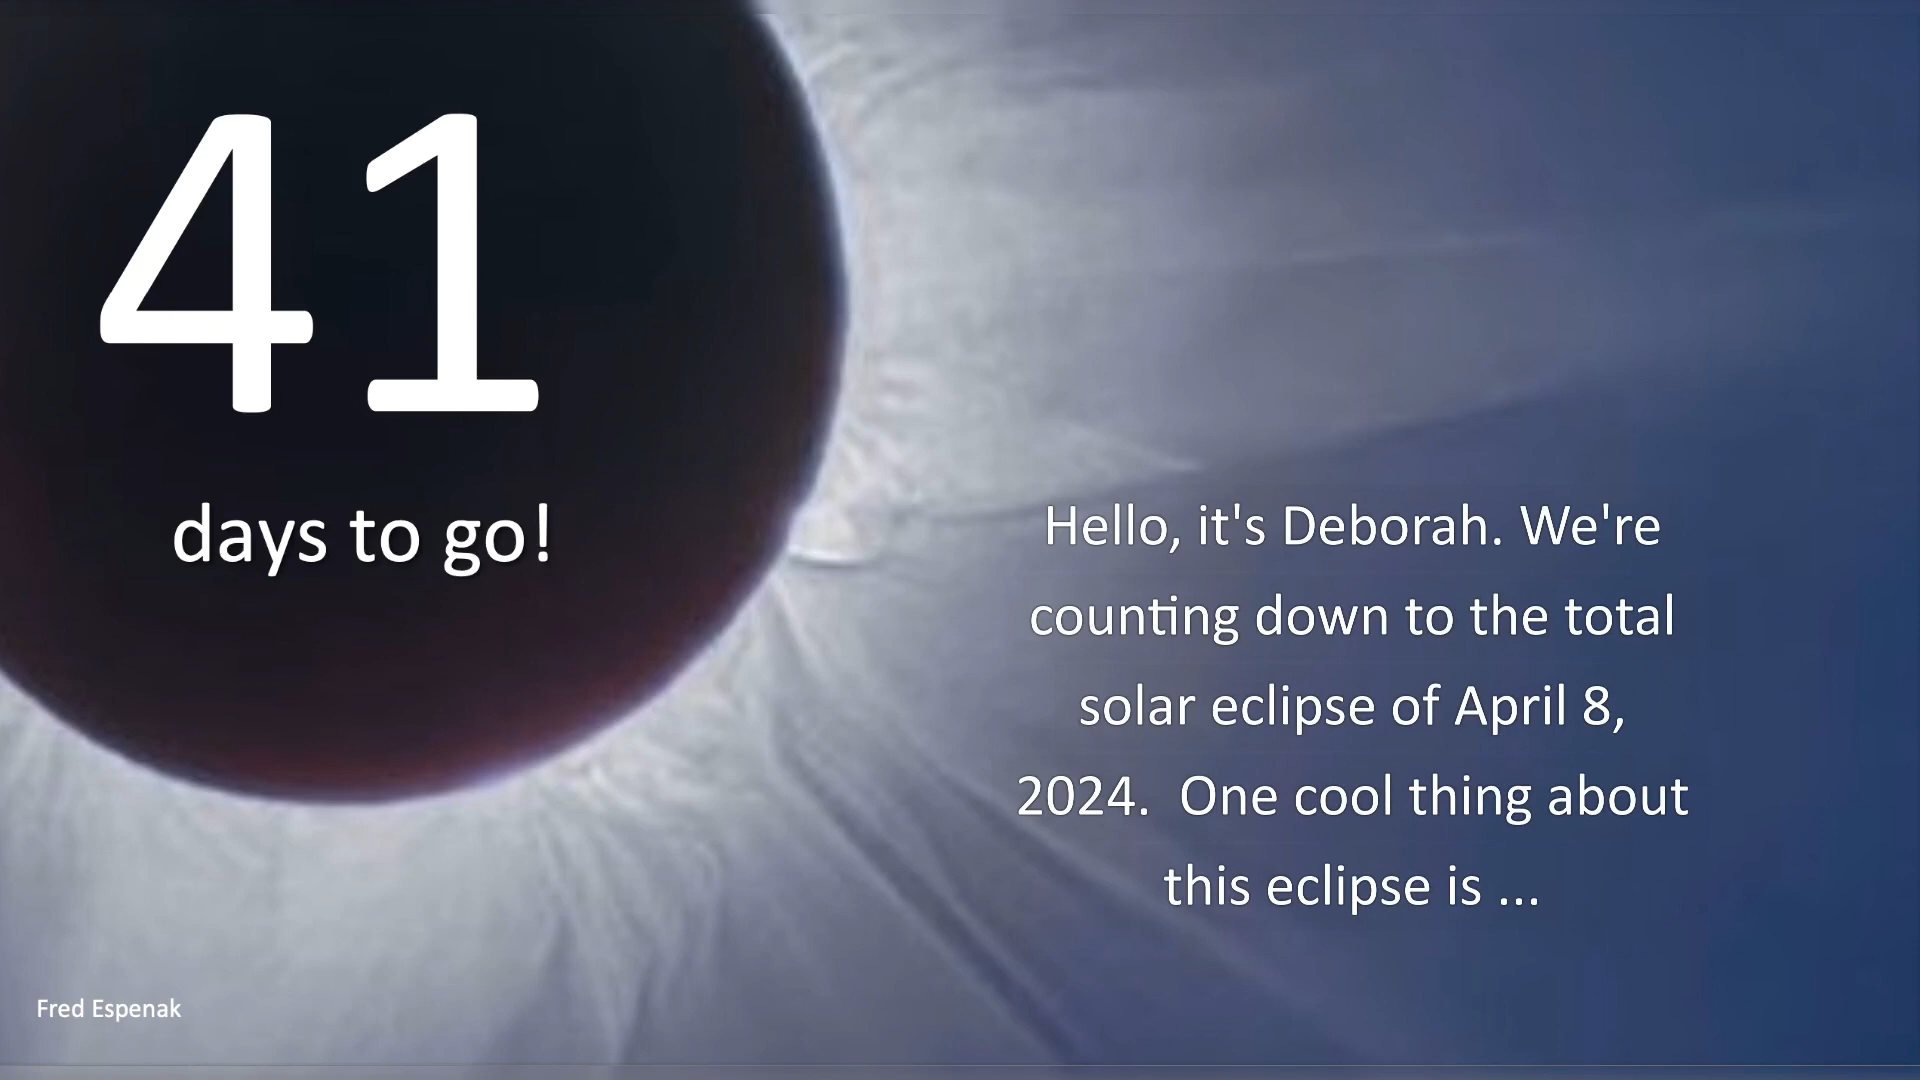 41
days to go!
Hello, it's Deborah. We're
counting down to the total
solar eclipse of April 8,
2024.  One cool thing about
this eclipse is ...
Fred Espenak